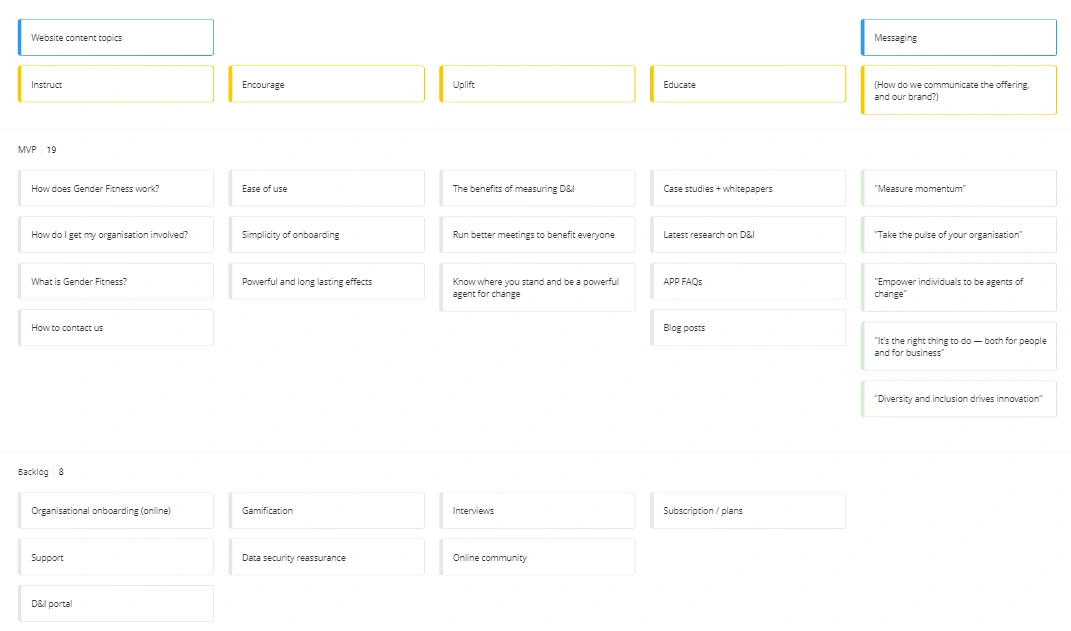 Website content topics
Messaging
Instruct
Encourage
Uplift
Educate
(How do we communicate the offering,
and our brand?)
MVP 19
How does Gender Fitness work?
Ease of use
The benefits of measuring D&I
Case studies + whitepapers
"Measure momentum"
How do I get my organisation involved?
Simplicity of onboarding
Run better meetings to benefit everyone
Latest research on D&I
"Take the pulse of your organisation"
What is Gender Fitness?
Powerful and long lasting effects
Know where you stand and be a powerful
agent for change
APP FAQs
"Empower individuals to be agents of
change"
How to contact us
Blog posts
"It's the right thing to do — both for people
and for business"
"Diversity and inclusion drives innovation"
Backlog 8
Organisational onboarding (online)
Gamification
Interviews
Subscription / plans
Support
Data security reassurance
Online community
D&I portal